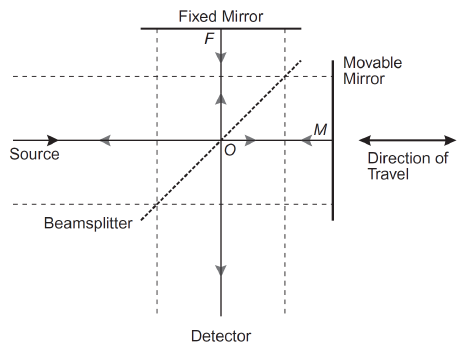 Fixed Mirror
F
Movable
Mirror
M
Source
O
Direction of
Travel
Beamsplitter
Detector